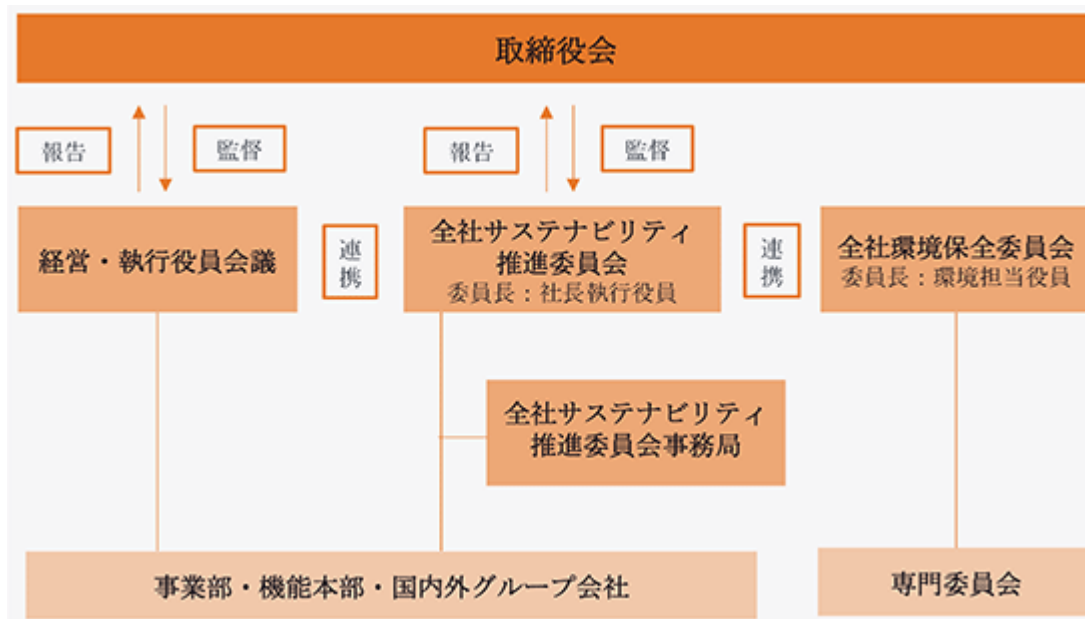 取締役会
報告
監督
報告
監督
経営・執行役員会議
連携
全社サステナビリティ
推進委員会
委員長：社長執行役員
連携
全社環境保全委員会
委員長：環境担当役員
全社サステナビリティ
推進委員会事務局
事業部・機能本部・国内外グループ会社
専門委員会